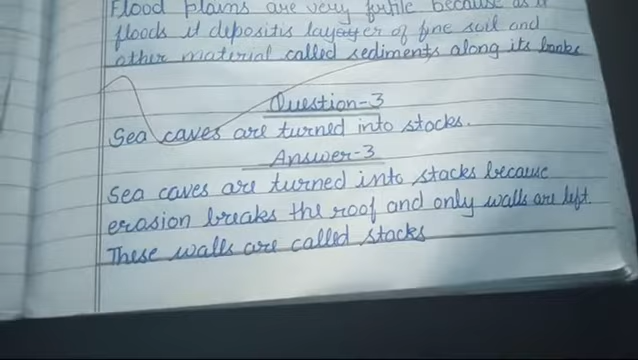 Flood plains are very fertile because as it
floods it depositis layer of fine soil and
other material called sediments along its banks
Question-3
Sea caves are turned into stocks.
Answer-3
Sea caves are turned into stacks because
erosion breaks the roof and only walls are left.
These walls are called stacks